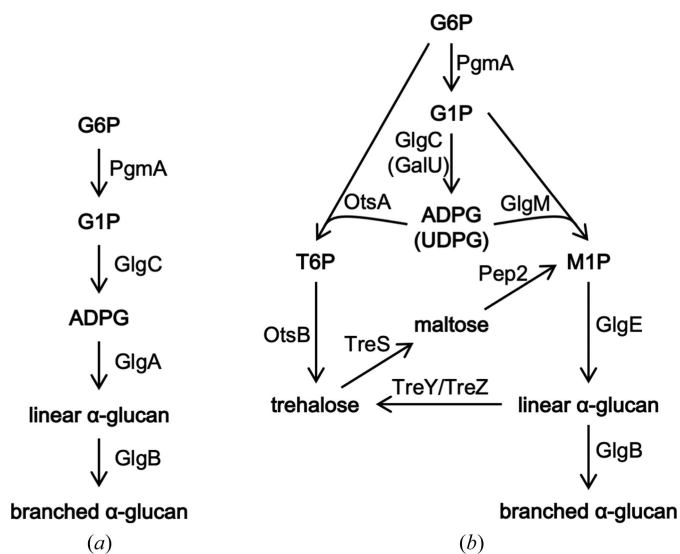 G6P
PgmA
G1P
GlgC
ADPG
GlgA
linear α-glucan
GlgB
branched α-glucan
(a)
G6P
PgmA
G1P
GlgC
(GalU)
OtsA
ADPG
(UDPG)
GlgM
T6P
M1P
Pep2
maltose
OtsB
TreS
GlgE
trehalose
TreY/TreZ
linear α-glucan
GlgB
branched α-glucan
(b)